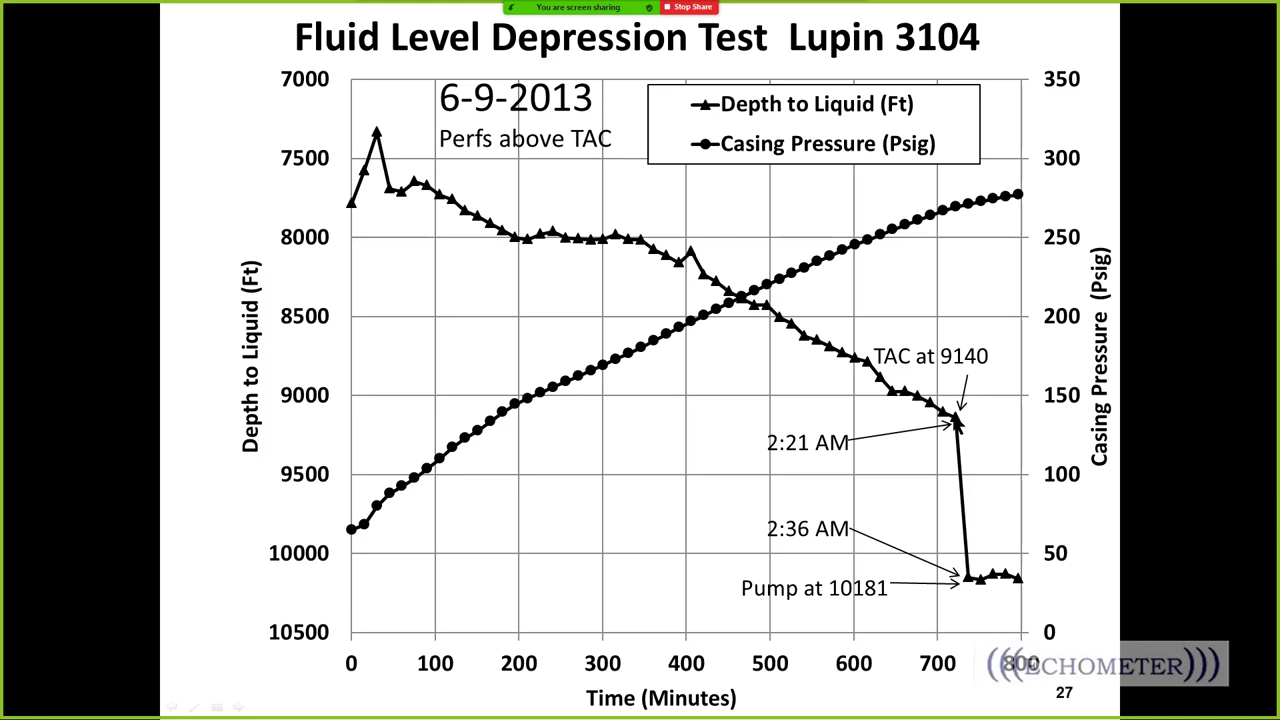 You are screen sharing
Stop Share
Fluid Level Depression Test Lupin 3104
7000
7500
8000
8500
9000
9500
10000
10500
Depth to Liquid (Ft)
6-9-2013
Perfs above TAC
Depth to Liquid (Ft)
Casing Pressure (Psig)
TAC at 9140
2:21 AM
2:36 AM
Pump at 10181
350
300
250
200
150
100
50
0
Casing Pressure (Psig)
0 100 200 300 400 500 600 700 800
Time (Minutes)
(((ECHOMETER)))
27